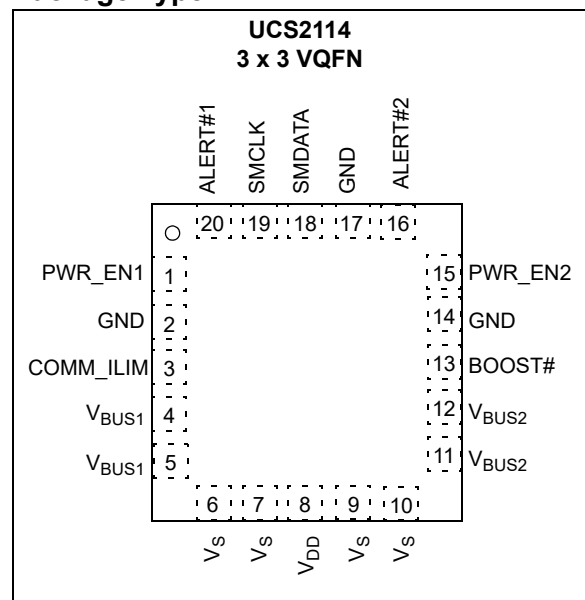 UCS2114
3 x 3 VQFN
ALERT#1
SMCLK
SMDATA
GND
ALERT#2
20 19 18 17 16
PWR_EN1 1
GND 2
COMM_ILIM 3
VBUS1 4
VBUS1 5
15 PWR_EN2
14 GND
13 BOOST#
12 VBUS2
11 VBUS2
6 7 8 9 10
VS
VS
VDD
VS
VS